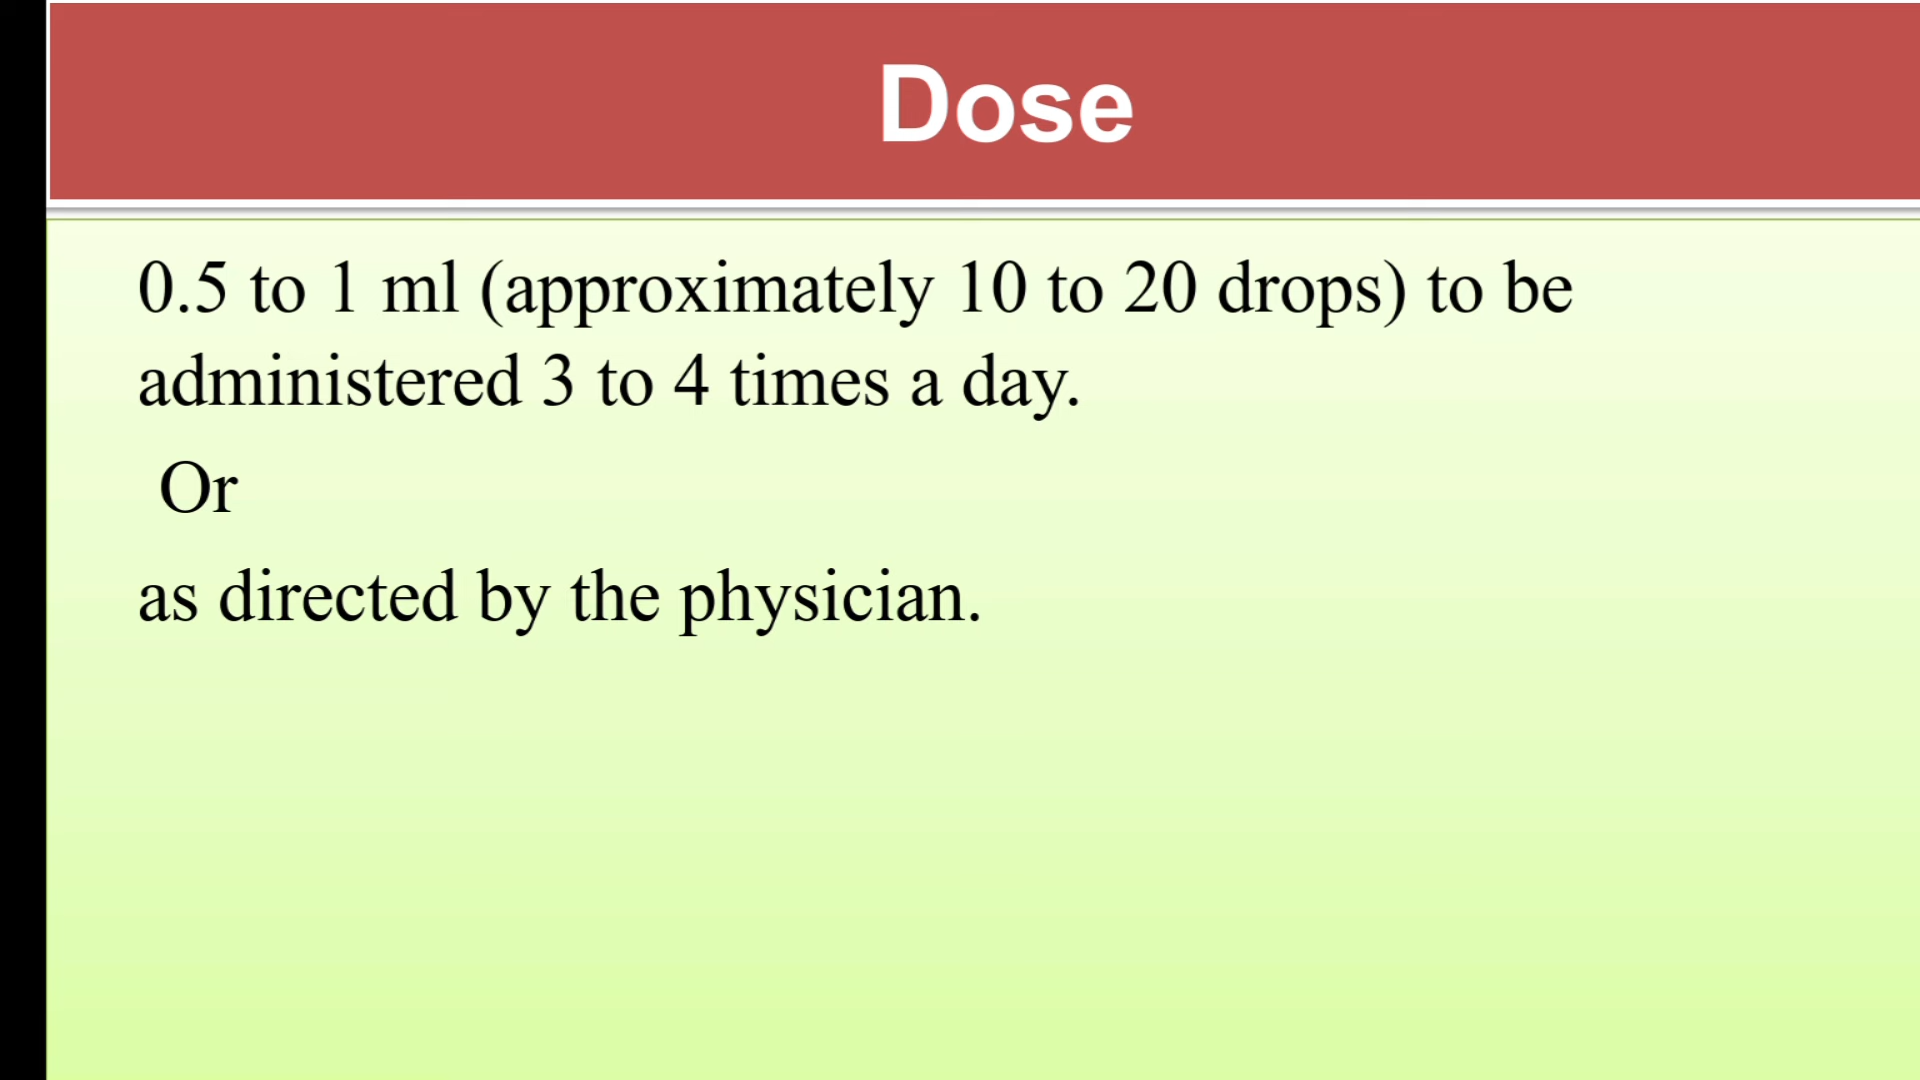 Dose
0.5 to 1 ml (approximately 10 to 20 drops) to be
administered 3 to 4 times a day.
Or
as directed by the physician.